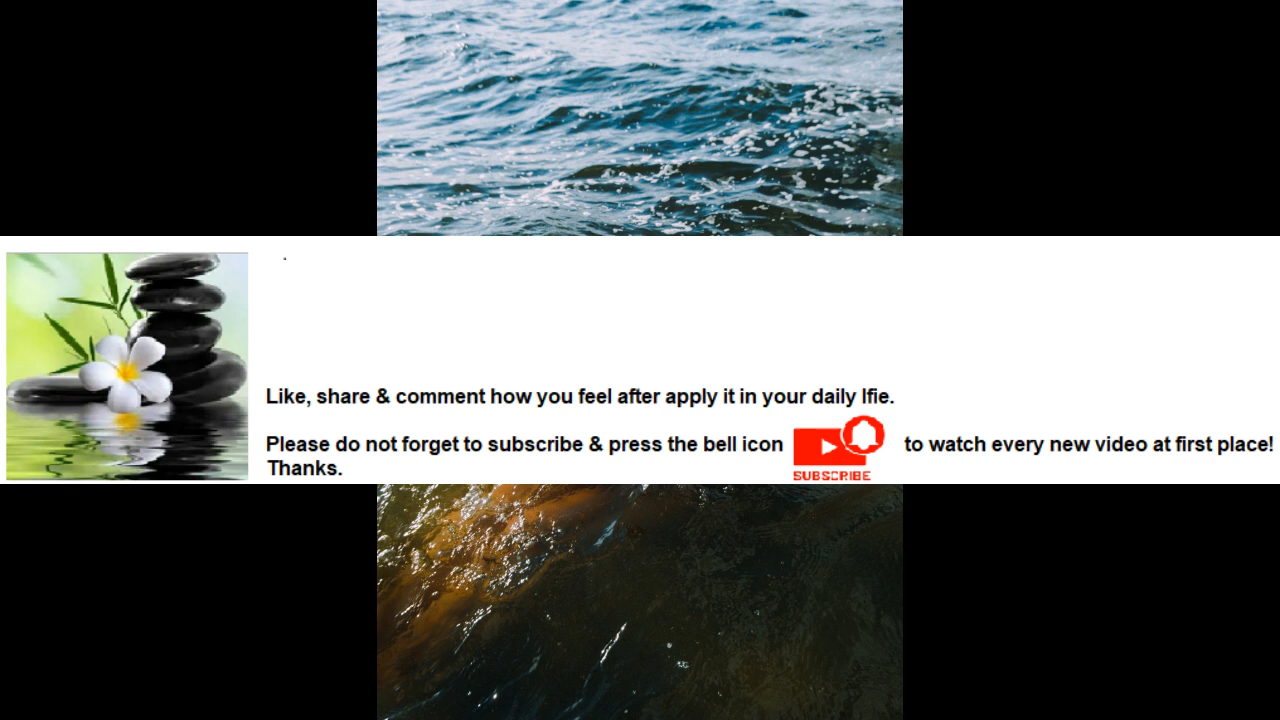 Like, share & comment how you feel after apply it in your daily lfie.
Please do not forget to subscribe & press the bell icon SUBSCRIBE to watch every new video at first place!
Thanks.